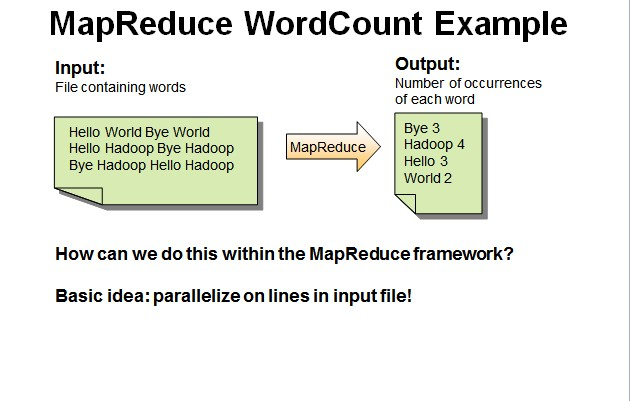 MapReduce WordCount Example
Input:
File containing words
Hello World Bye World
Hello Hadoop Bye Hadoop
Bye Hadoop Hello Hadoop
MapReduce
Output:
Number of occurrences
of each word
Bye 3
Hadoop 4
Hello 3
World 2
How can we do this within the MapReduce framework?
Basic idea: parallelize on lines in input file!